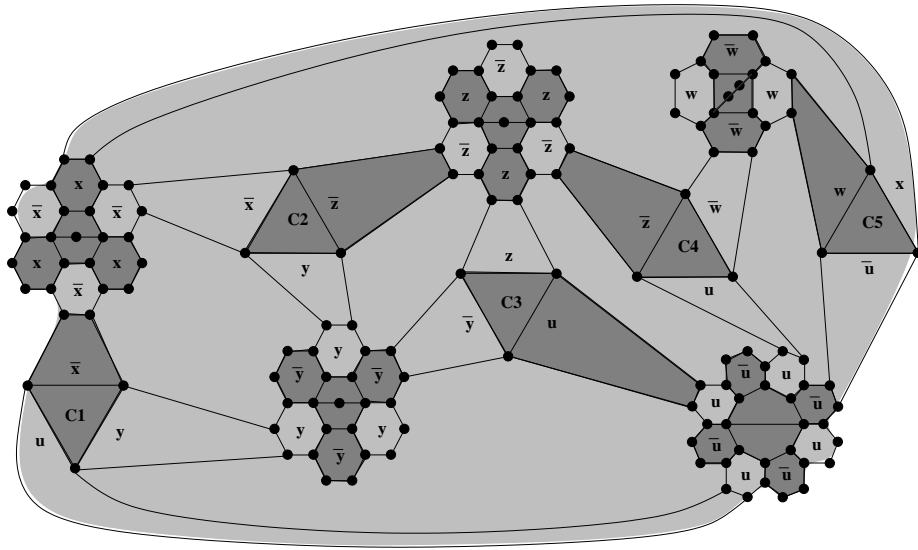 z̅
w̅
z z
w w
z̅ z̅
w̅
x
z
x̅ x̅
x̅ C2 z̅
z̅ w̅
C4
w x
C5
x x
y
z
u̅
x̅
u
y̅ C3 u
y
x̅
y̅ y̅
u̅ u
C1
u y
y y
u u̅
y̅
u̅ u
u u̅